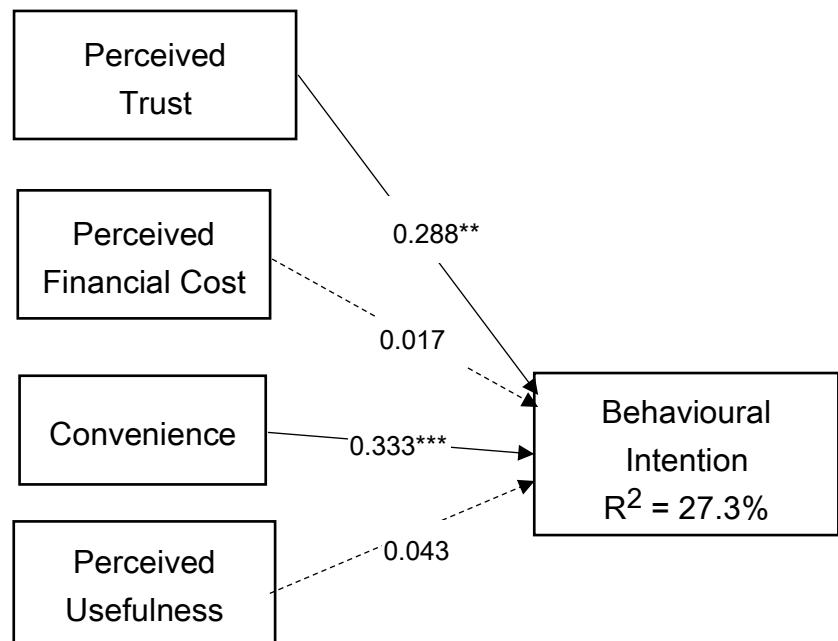 Perceived
Trust
0.288**
Perceived
Financial Cost
0.017
Convenience
0.333***
Behavioural
Intention
R² = 27.3%
Perceived
Usefulness
0.043